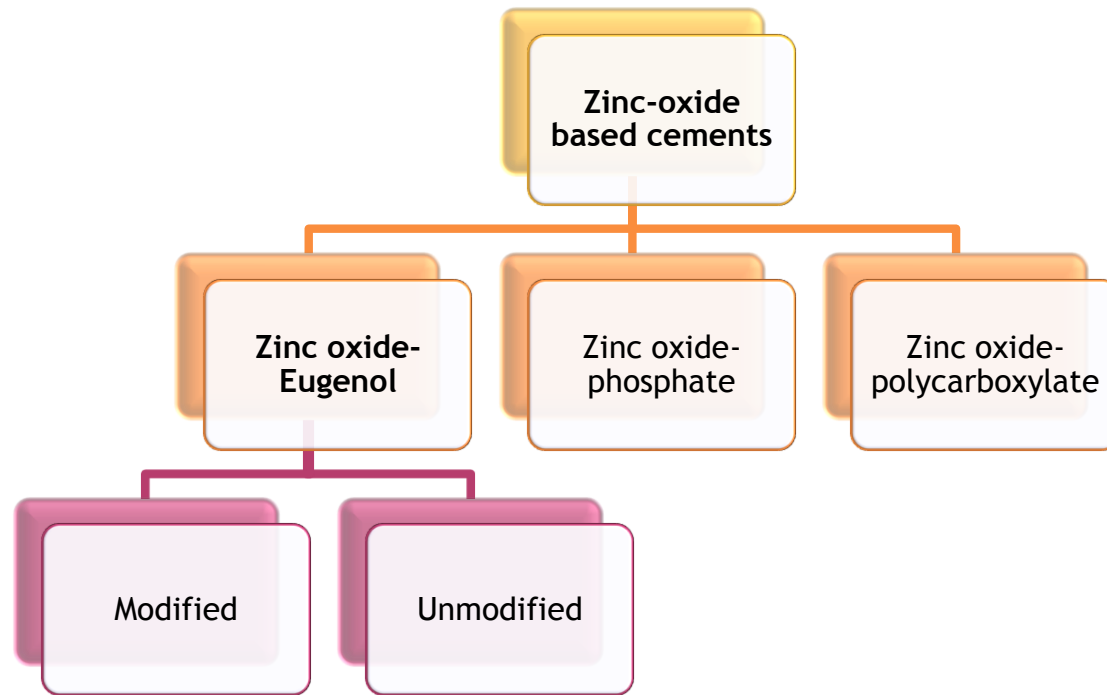 Zinc-oxide
based cements
Zinc oxide-
Eugenol
Zinc oxide-
phosphate
Zinc oxide-
polycarboxylate
Modified
Unmodified